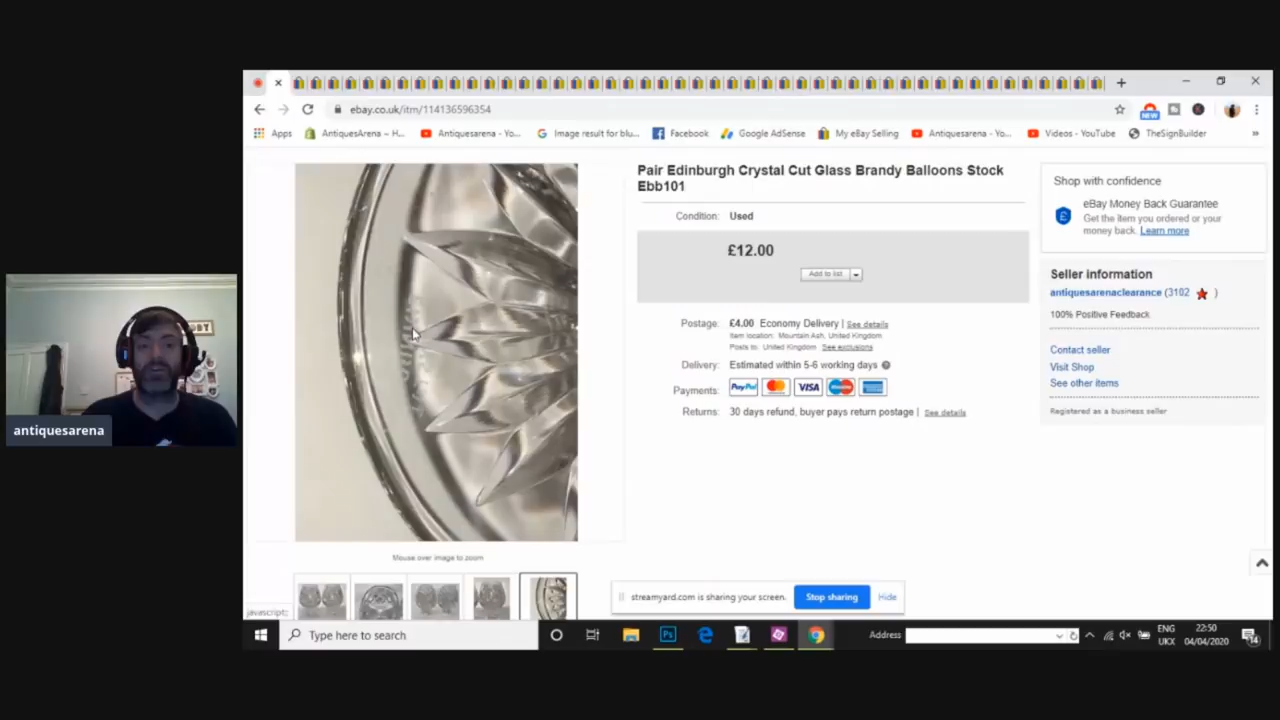 ebay.co.uk/itm/114136596354
Apps
AntiquesArena – H...
Antiquesarena - Yo...
Image result for blu...
Facebook
Google AdSense
My eBay Selling
Antiquesarena - Yo...
Videos - YouTube
TheSignBuilder
NEW
Pair Edinburgh Crystal Cut Glass Brandy Balloons Stock
Ebb101
Condition: Used
£12.00
Add to list
Postage: £4.00 Economy Delivery | See details
Item location: Mountain Ash, United Kingdom
Posts to: United Kingdom See exclusions
Delivery: Estimated within 5-6 working days
Payments: PayPal VISA
Returns: 30 days refund, buyer pays return postage | See details
Shop with confidence
eBay Money Back Guarantee
Get the item you ordered or your
money back. Learn more
Seller information
antiquesarenaclearance (3102 )
100% Positive Feedback
Contact seller
Visit Shop
See other items
Registered as a business seller
Mouse over image to zoom
javascript:
streamyard.com is sharing your screen. Stop sharing Hide
antiquesarena
Type here to search
Address
ENG
UKX
22:50
04/04/2020